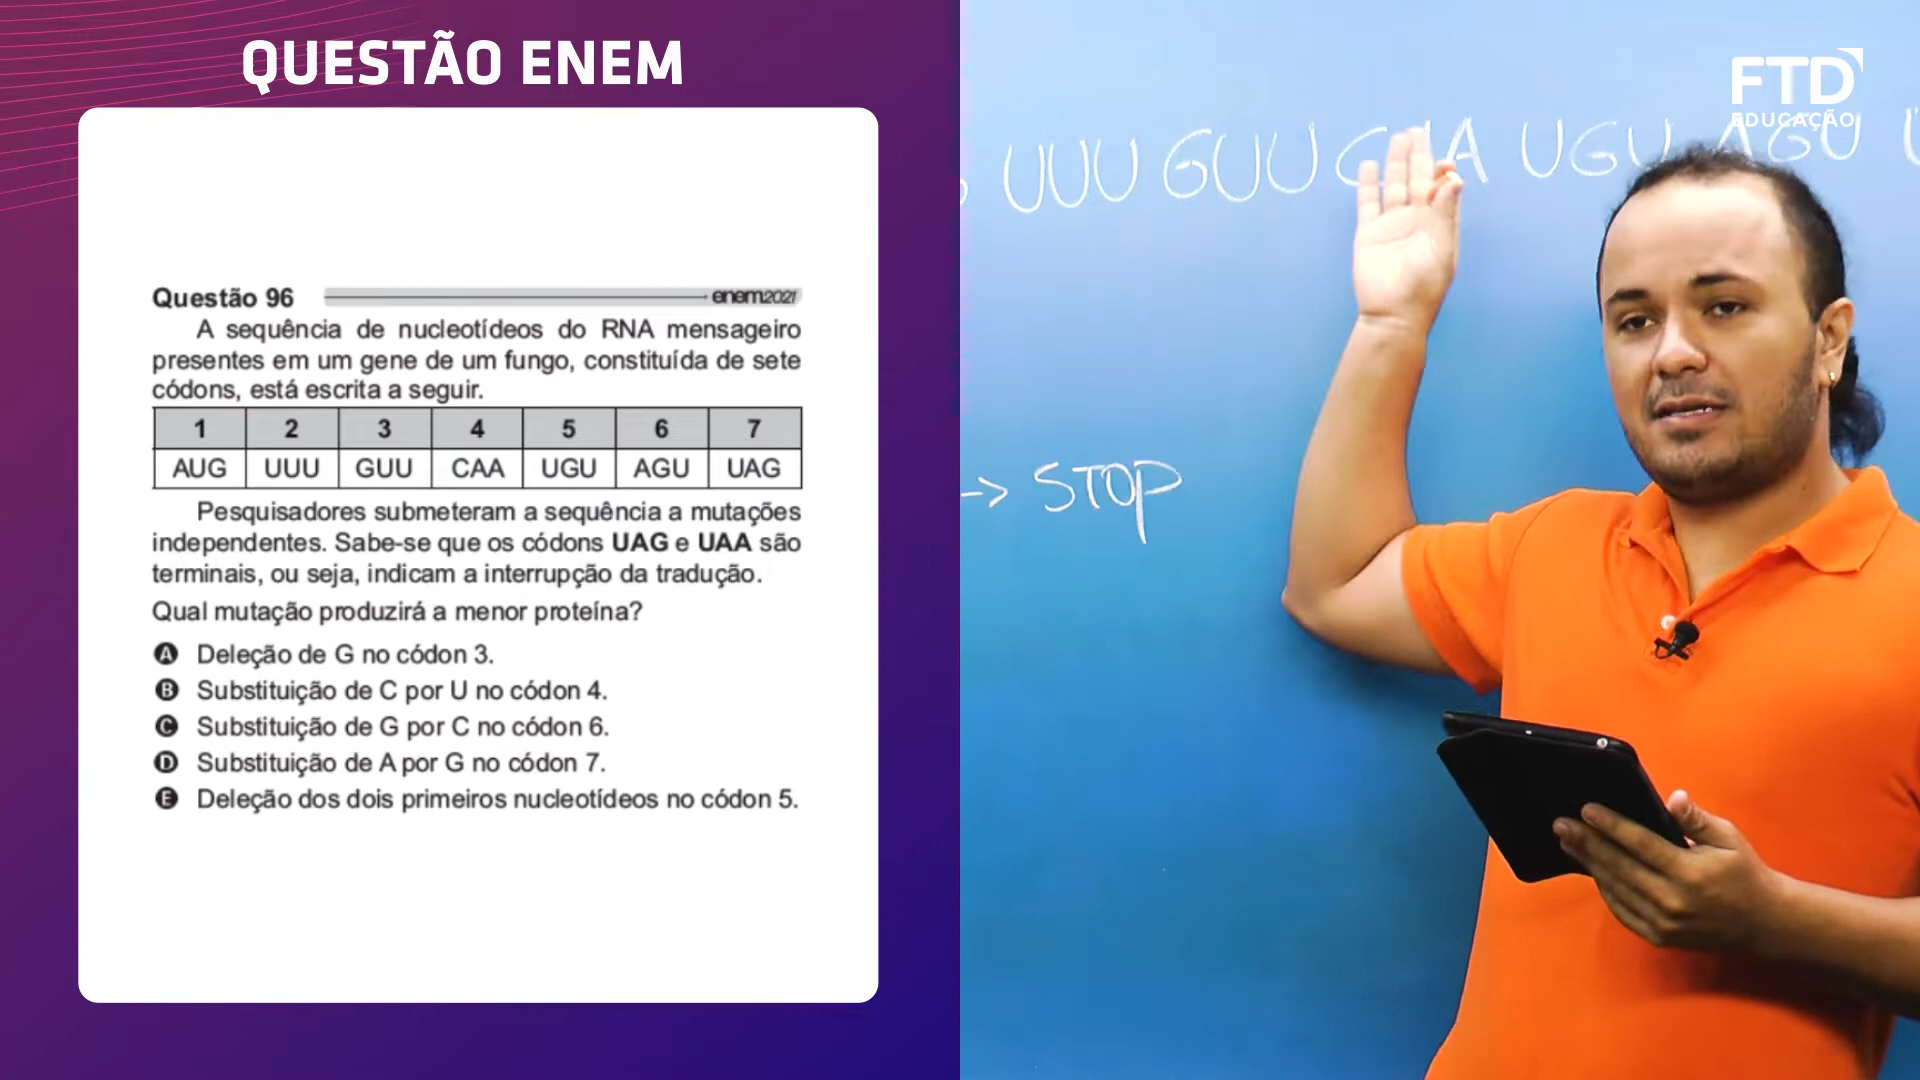 QUESTÃO ENEM
Questão 96
enem2021
A sequência de nucleotídeos do RNA mensageiro
presentes em um gene de um fungo, constituída de sete
códons, está escrita a seguir.
1 2 3 4 5 6 7
AUG UUU GUU CAA UGU AGU UAG
Pesquisadores submeteram a sequência a mutações
independentes. Sabe-se que os códons UAG e UAA são
terminais, ou seja, indicam a interrupção da tradução.
Qual mutação produzirá a menor proteína?
A Deleção de G no códon 3.
B Substituição de C por U no códon 4.
C Substituição de G por C no códon 6.
D Substituição de A por G no códon 7.
E Deleção dos dois primeiros nucleotídeos no códon 5.
FTD
EDUCAÇÃO
UUU GUU UGU AGU
-> STOP